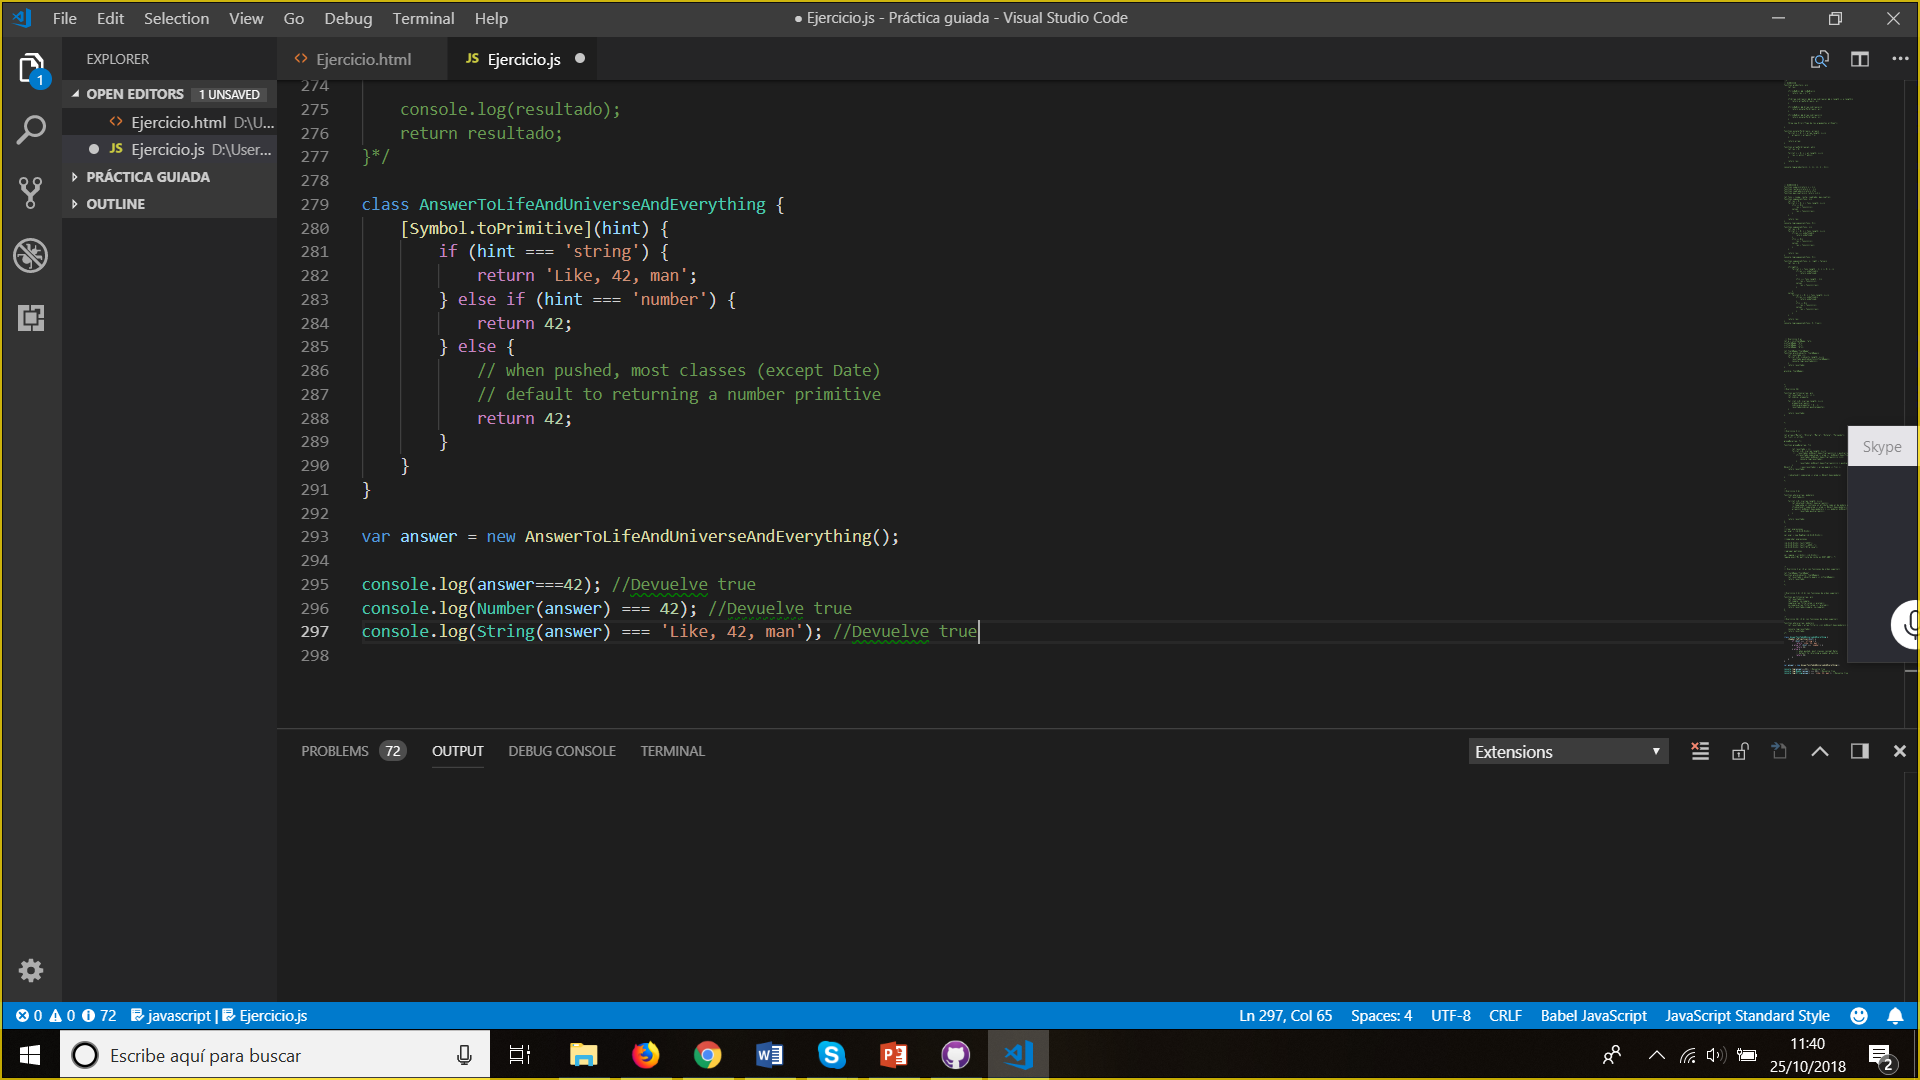 File Edit Selection View Go Debug Terminal Help
● Ejercicio.js - Práctica guiada - Visual Studio Code
EXPLORER
OPEN EDITORS 1 UNSAVED
Ejercicio.html D:\U...
JS Ejercicio.js D:\User...
PRÁCTICA GUIADA
OUTLINE
1
Ejercicio.html
JS Ejercicio.js
274
275 console.log(resultado);
276 return resultado;
277 }*/
278
279 class AnswerToLifeAndUniverseAndEverything {
280 [Symbol.toPrimitive](hint) {
281 if (hint === 'string') {
282 return 'Like, 42, man';
283 } else if (hint === 'number') {
284 return 42;
285 } else {
286 // when pushed, most classes (except Date)
287 // default to returning a number primitive
288 return 42;
289 }
290 }
291 }
292
293 var answer = new AnswerToLifeAndUniverseAndEverything();
294
295 console.log(answer===42); //Devuelve true
296 console.log(Number(answer) === 42); //Devuelve true
297 console.log(String(answer) === 'Like, 42, man'); //Devuelve true
298
Skype
PROBLEMS 72 OUTPUT DEBUG CONSOLE TERMINAL
Extensions
0 0 72 javascript | Ejercicio.js
Ln 297, Col 65 Spaces: 4 UTF-8 CRLF Babel JavaScript JavaScript Standard Style
Escribe aquí para buscar
11:40
25/10/2018
2